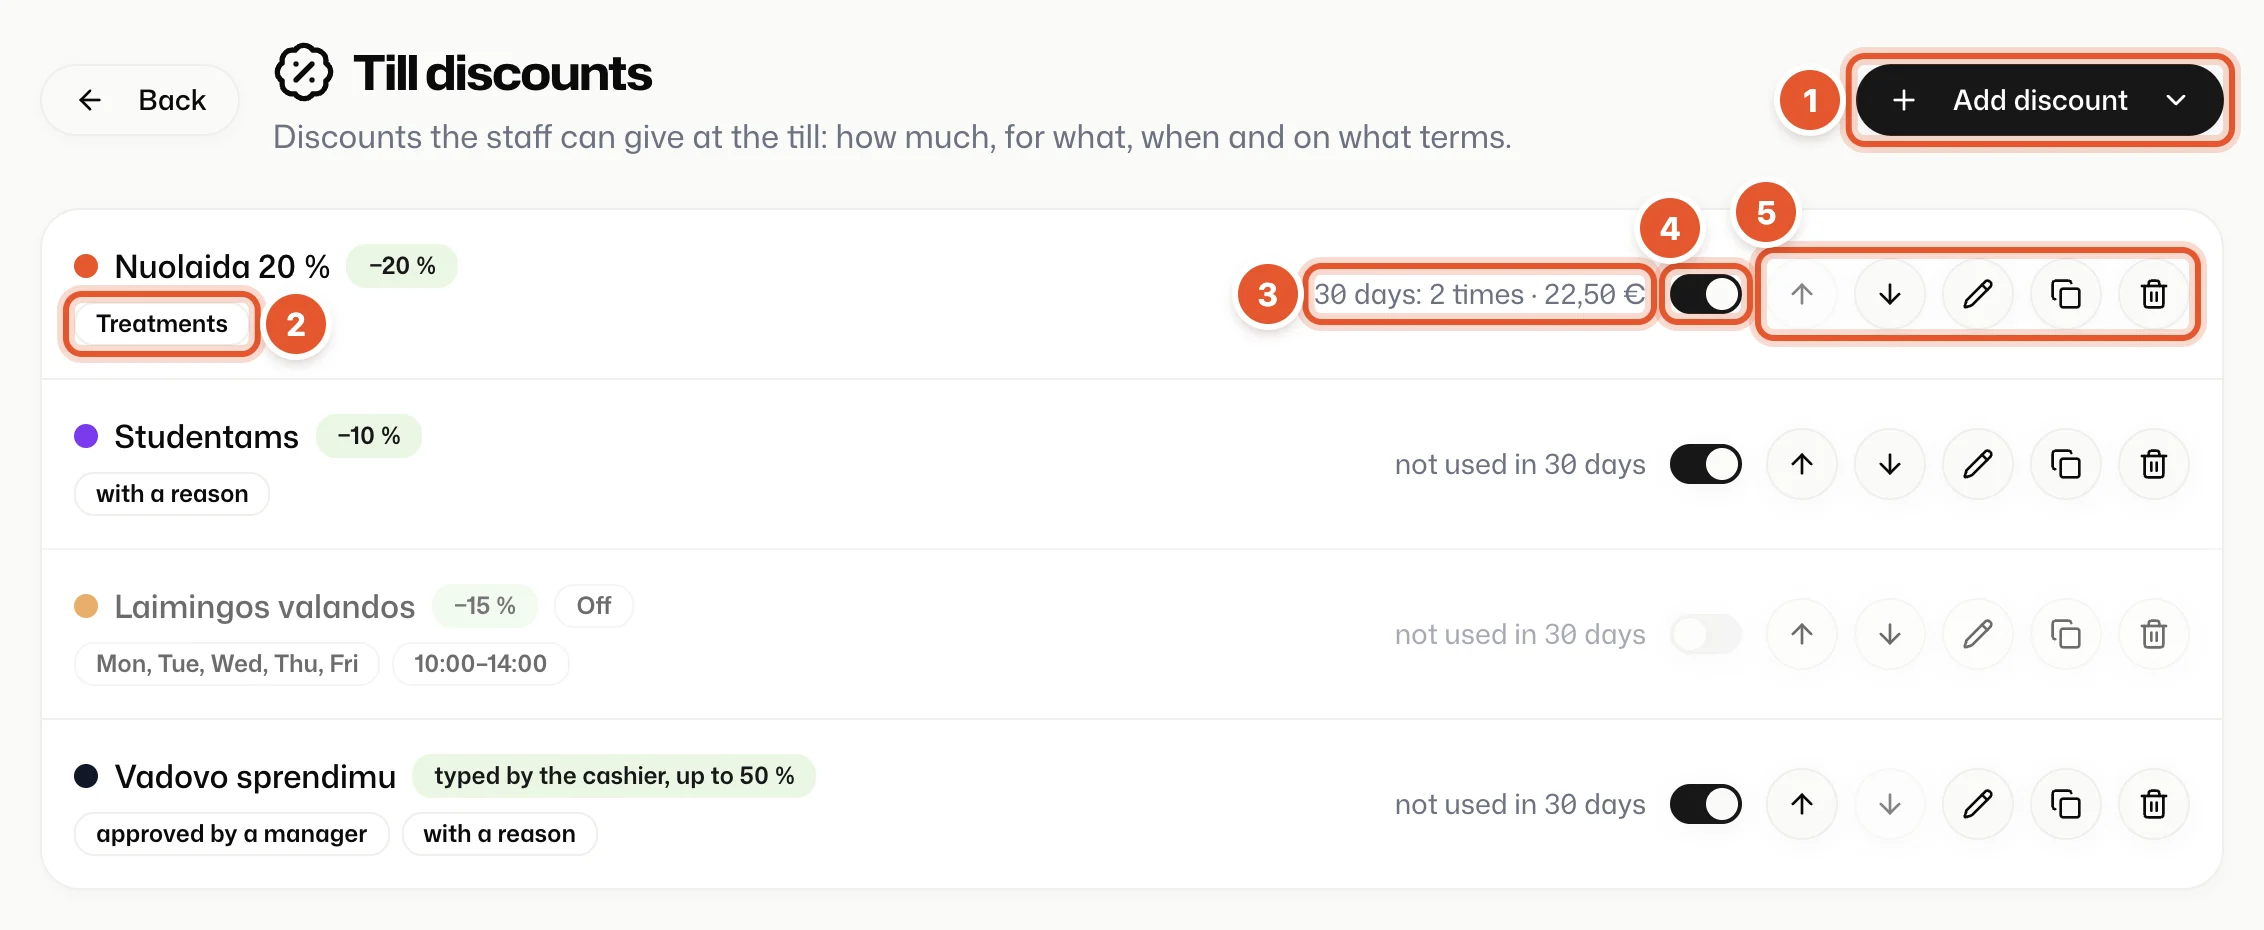 Back
Till discounts
Discounts the staff can give at the till: how much, for what, when and on what terms.
1
+ Add discount
Nuolaida 20 %
−20 %
Treatments
2
3
30 days: 2 times · 22,50 €
4
5
Studentams
−10 %
with a reason
not used in 30 days
Laimingos valandos
−15 %
Off
Mon, Tue, Wed, Thu, Fri
10:00–14:00
not used in 30 days
Vadovo sprendimu
typed by the cashier, up to 50 %
approved by a manager
with a reason
not used in 30 days